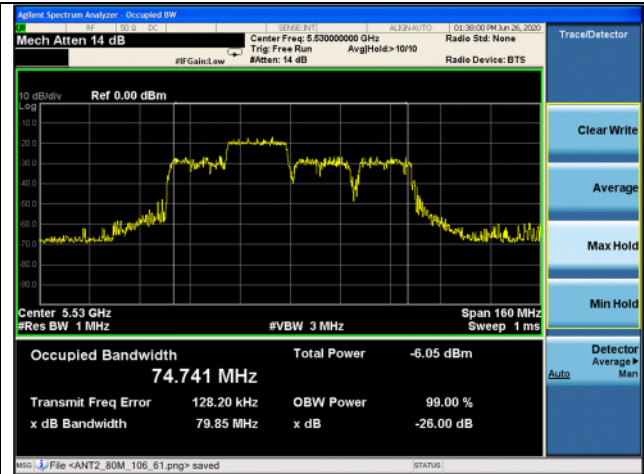 Agilent Spectrum Analyzer - Occupied BW
RF 50 Ω DC SENSE:INT ALIGNAUTO 01:38:00 PM Jun 26, 2020
Mech Atten 14 dB Center Freq: 5.530000000 GHz Radio Std: None Trace/Detector
Trig: Free Run Avg|Hold:>10/10
#IFGain:Low #Atten: 14 dB Radio Device: BTS
10 dB/div Ref 0.00 dBm
Log
-10.0
-20.0
-30.0
-40.0
-50.0
-60.0
-70.0
-80.0
-90.0
Clear Write
Average
Max Hold
Min Hold
Center 5.53 GHz Span 160 MHz
#Res BW 1 MHz #VBW 3 MHz Sweep 1 ms
Occupied Bandwidth Total Power -6.05 dBm
74.741 MHz
Transmit Freq Error 128.20 kHz OBW Power 99.00 %
x dB Bandwidth 79.85 MHz x dB -26.00 dB
Detector
Average▶
Auto Man
MSG File <ANT2_80M_106_61.png> saved STATUS